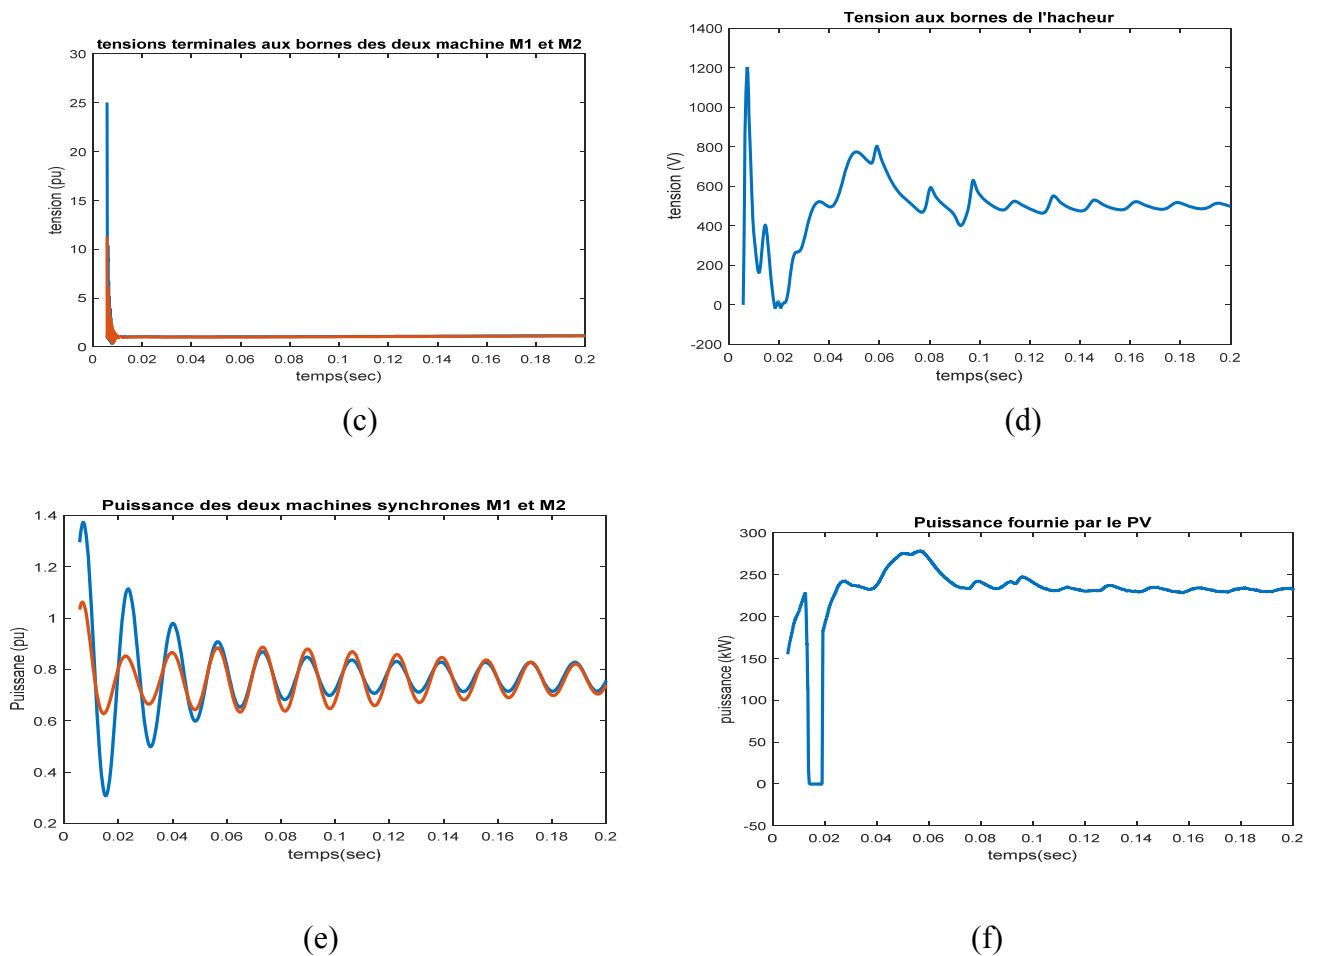 tensions terminales aux bornes des deux machine M1 et M2
30
25
20
15
10
5
0
tension (pu)
0 0.02 0.04 0.06 0.08 0.1 0.12 0.14 0.16 0.18 0.2
temps(sec)
(c)
Tension aux bornes de l'hacheur
1400
1200
1000
800
600
400
200
0
-200
tension (V)
0 0.02 0.04 0.06 0.08 0.1 0.12 0.14 0.16 0.18 0.2
temps(sec)
(d)
Puissance des deux machines synchrones M1 et M2
1.4
1.2
1
0.8
0.6
0.4
0.2
Puissane (pu)
0 0.02 0.04 0.06 0.08 0.1 0.12 0.14 0.16 0.18 0.2
temps(sec)
(e)
Puissance fournie par le PV
300
250
200
150
100
50
0
-50
puissance (kW)
0 0.02 0.04 0.06 0.08 0.1 0.12 0.14 0.16 0.18 0.2
temps(sec)
(f)